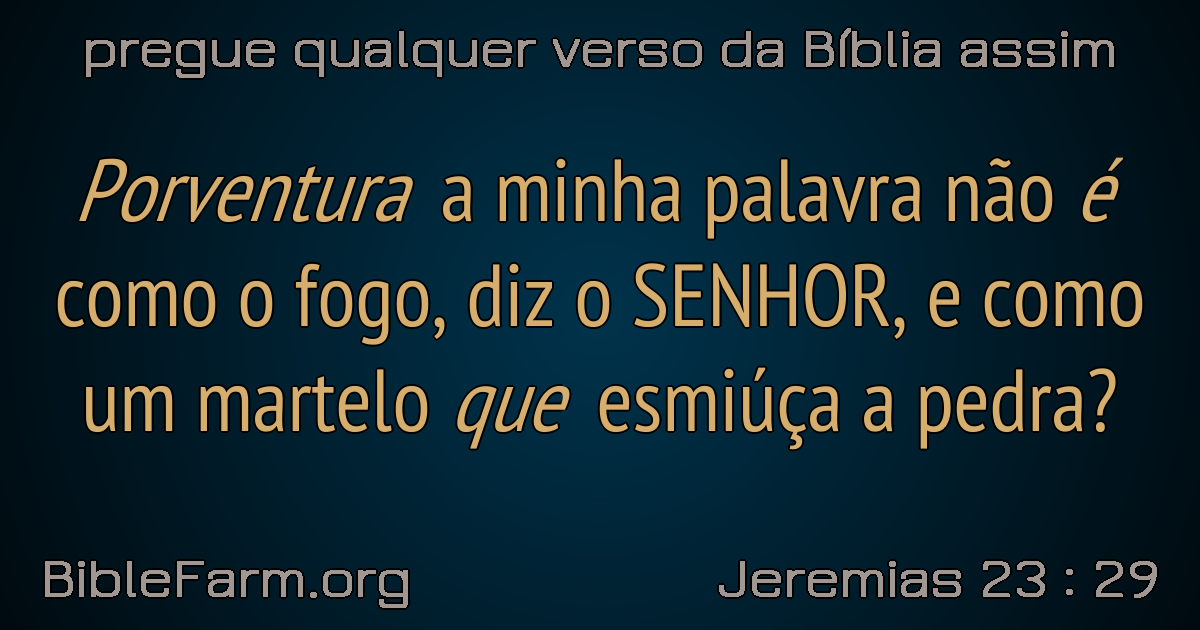 pregue qualquer verso da Bíblia assim
Porventura a minha palavra não é
como o fogo, diz o SENHOR, e como
um martelo que esmiúça a pedra?
BibleFarm.org
Jeremias 23 : 29